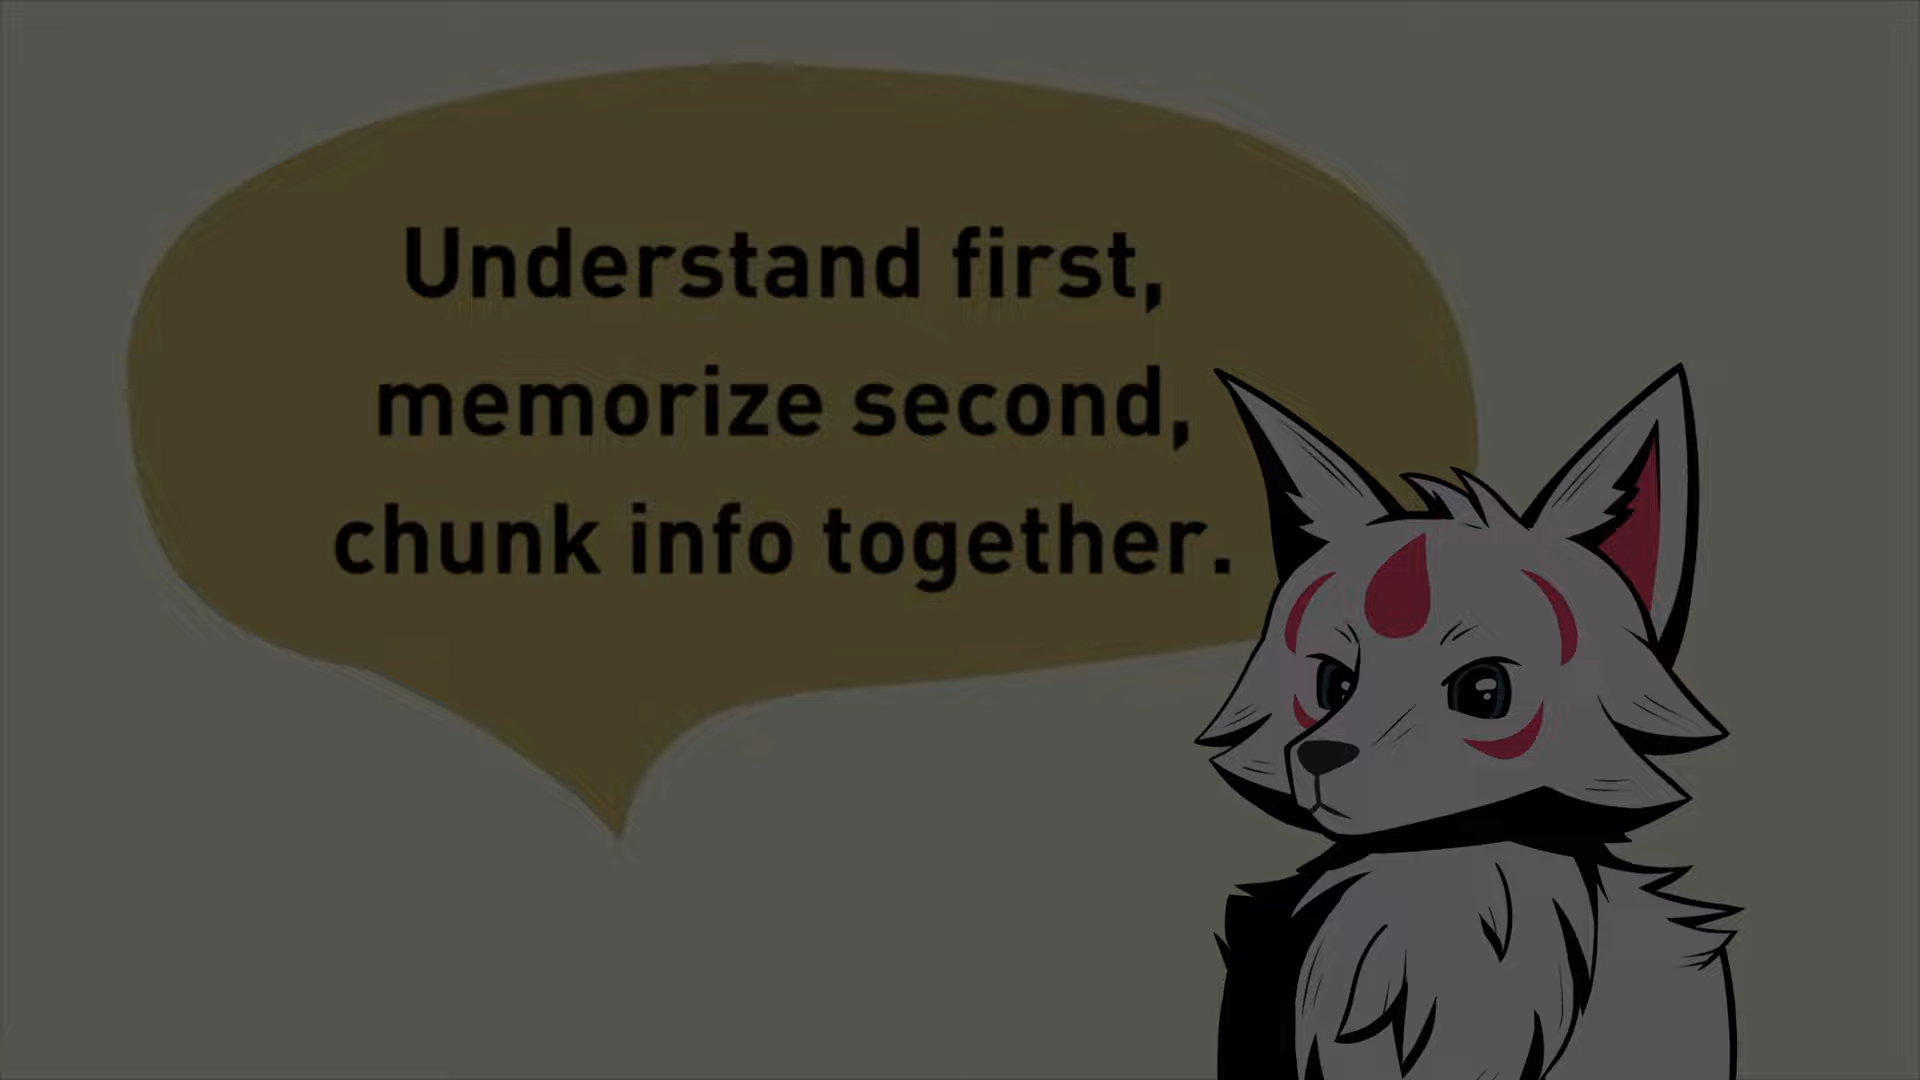 Understand first,
memorize second,
chunk info together.